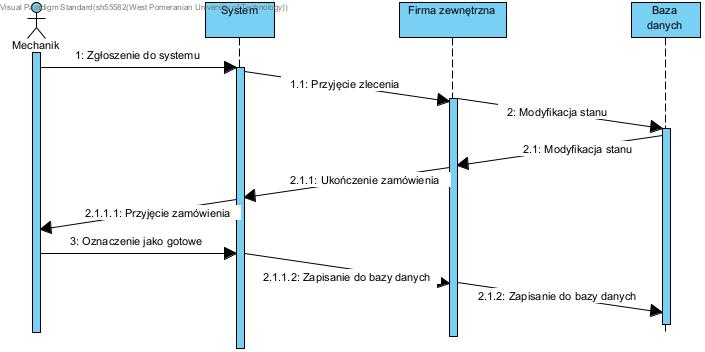 Visual Paradigm Standard(sh55582(West Pomeranian University of Technology))
System
Firma zewnętrzna
Baza
danych
Mechanik
1: Zgłoszenie do systemu
1.1: Przyjęcie zlecenia
2: Modyfikacja stanu
2.1: Modyfikacja stanu
2.1.1: Ukończenie zamówienia
2.1.1.1: Przyjęcie zamówienia
3: Oznaczenie jako gotowe
2.1.1.2: Zapisanie do bazy danych
2.1.2: Zapisanie do bazy danych